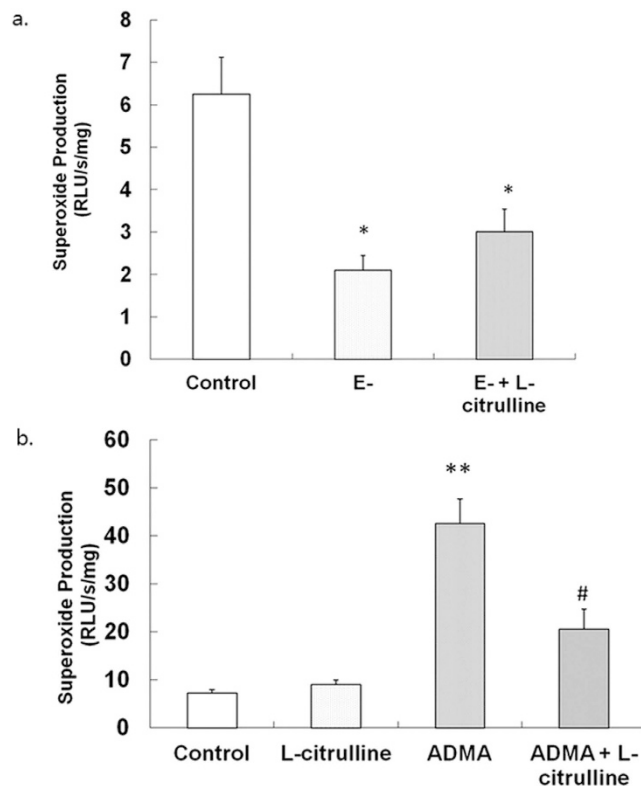 a.
Superoxide Production
(RLU/s/mg)
8
7
6
5
4
3
2
1
0
*
*
Control
E-
E- + L-
citrulline
b.
Superoxide Production
(RLU/s/mg)
60
50
40
30
20
10
0
**
#
Control
L-citrulline
ADMA
ADMA + L-
citrulline